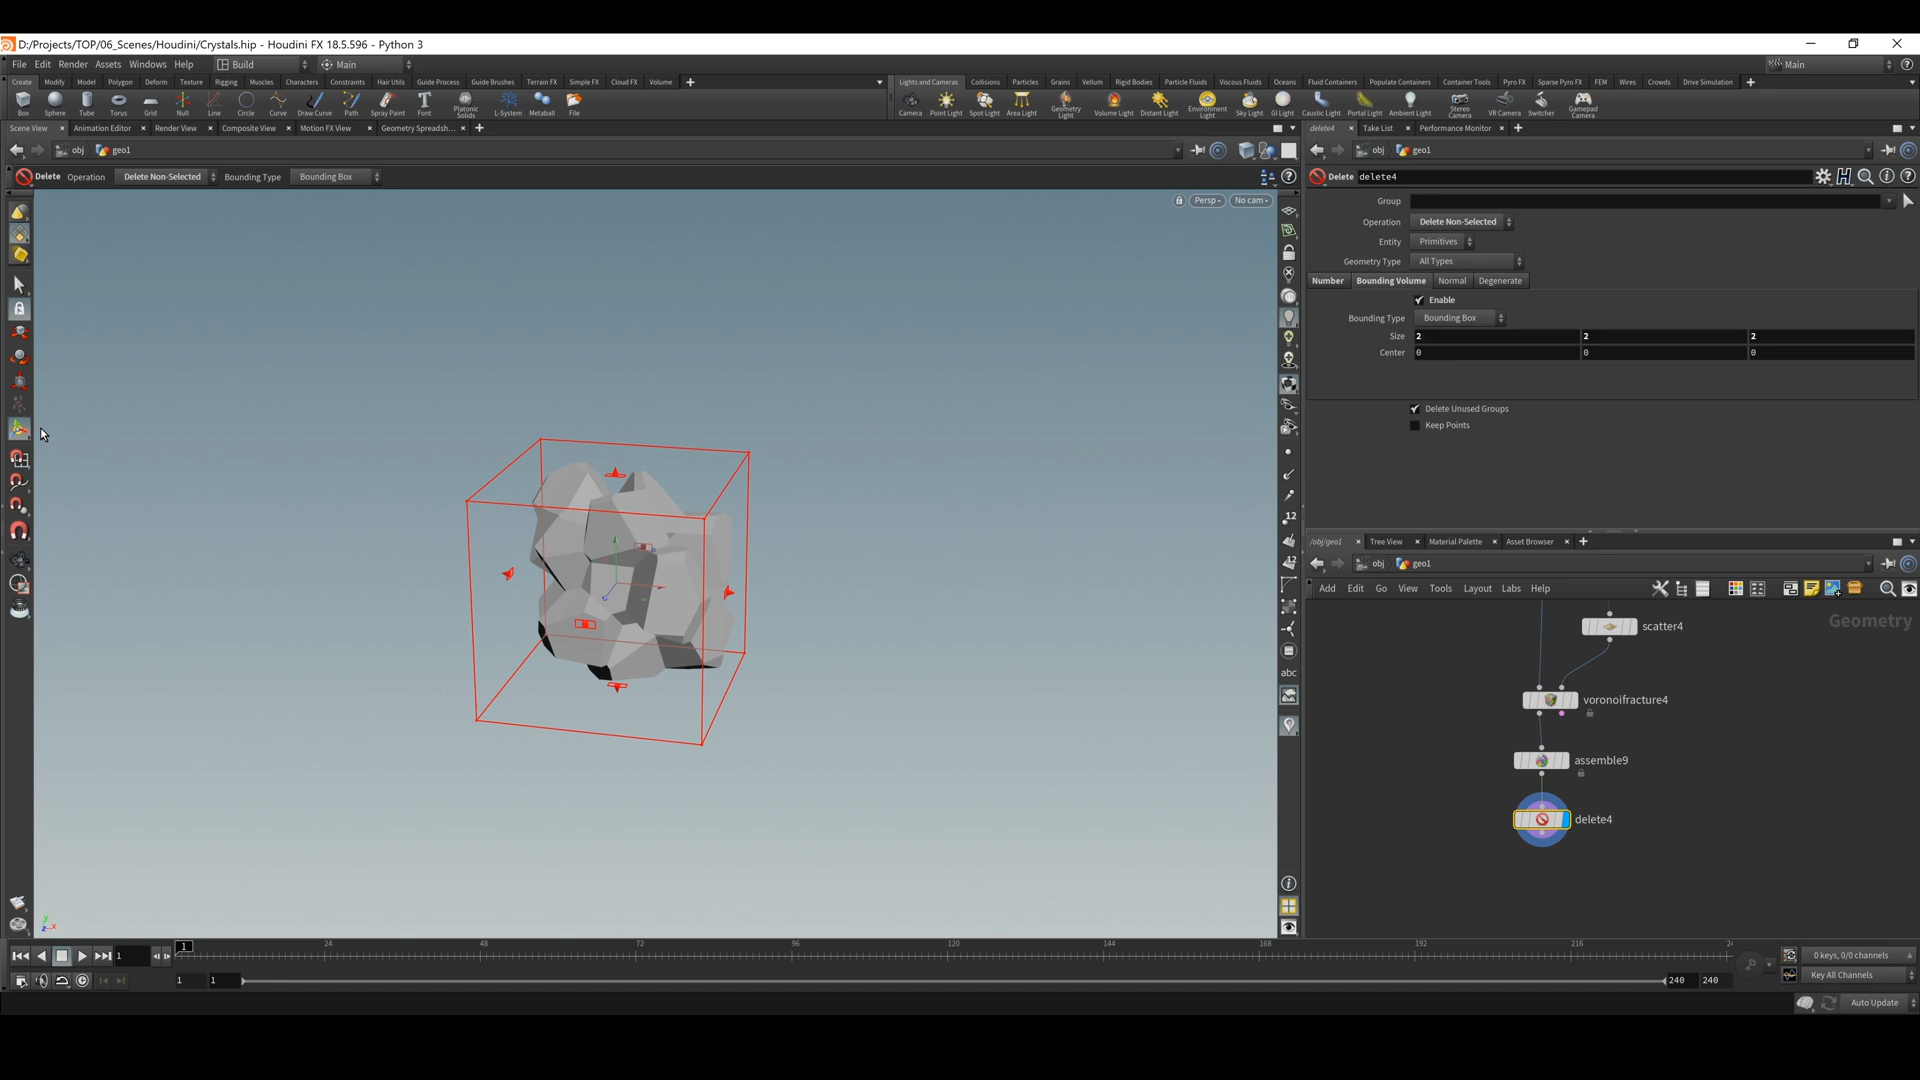 D:/Projects/TOP/06_Scenes/Houdini/Crystals.hip - Houdini FX 18.5.596 - Python 3
File Edit Render Assets Windows Help Build Main Main
Create Modify Model Polygon Deform Texture Rigging Muscles Characters Constraints Hair Utils Guide Process Guide Brushes Terrain FX Simple FX Cloud FX Volume
Lights and Cameras Collisions Particles Grains Vellum Rigid Bodies Particle Fluids Viscous Fluids Oceans Fluid Containers Populate Containers Container Tools Pyro FX Sparse Pyro FX FEM Wires Crowds Drive Simulation
Box Sphere Tube Torus Grid Null Line Circle Curve Draw Curve Path Spray Paint Font Platonic Solids L-System Metaball File
Camera Point Light Spot Light Area Light Geometry Light Volume Light Distant Light Environment Light Sky Light GI Light Caustic Light Portal Light Ambient Light Stereo Camera VR Camera Switcher Gamepad Camera
Scene View Animation Editor Render View Composite View Motion FX View Geometry Spreadsh...
delete4 Take List Performance Monitor
obj geo1
obj geo1
Delete Operation Delete Non-Selected Bounding Type Bounding Box
Delete delete4
Persp No cam
Group
Operation Delete Non-Selected
Entity Primitives
Geometry Type All Types
Number Bounding Volume Normal Degenerate
Enable
Bounding Type Bounding Box
Size 2 2 2
Center 0 0 0
Delete Unused Groups
Keep Points
12
12
abc
/obj/geo1 Tree View Material Palette Asset Browser
obj geo1
Add Edit Go View Tools Layout Labs Help
Geometry
scatter4
voronoifracture4
assemble9
delete4
y
z x
1 1 24 48 72 96 120 144 168 192 216 24
0 keys, 0/0 channels
1 1 240 240
Key All Channels
Auto Update